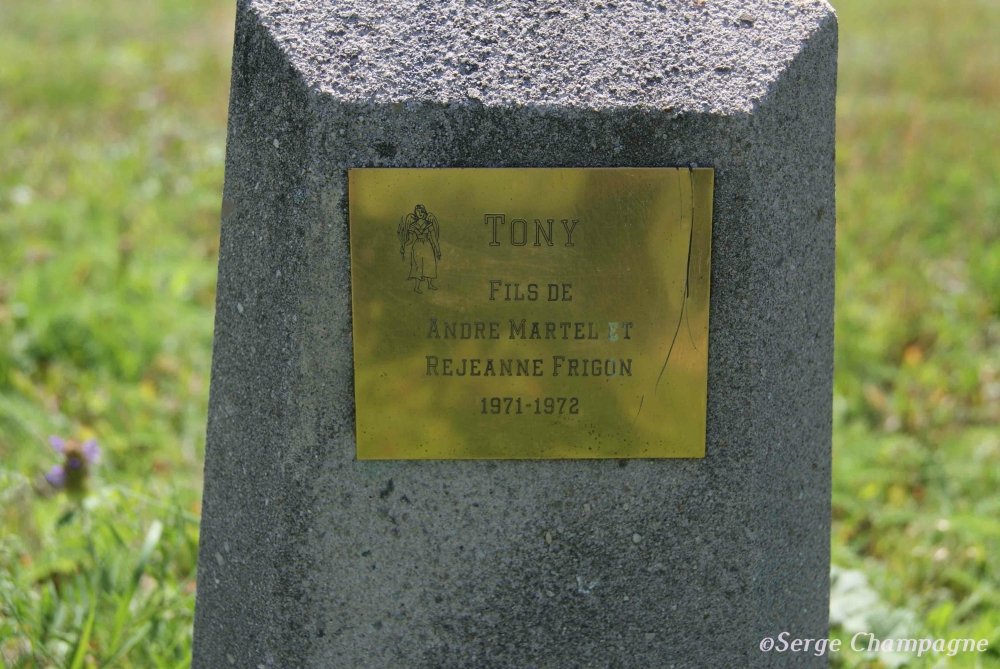 TONY
FILS DE
ANDRE MARTEL ET
REJEANNE FRIGON
1971-1972
©Serge Champagne